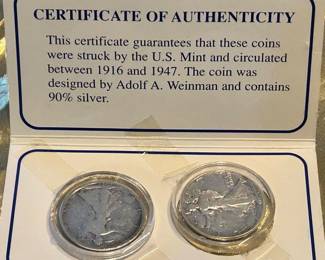 CERTIFICATE OF AUTHENTICITY
This certificate guarantees that these coins
were struck by the U.S. Mint and circulated
between 1916 and 1947. The coin was
designed by Adolf A. Weinman and contains
90% silver.